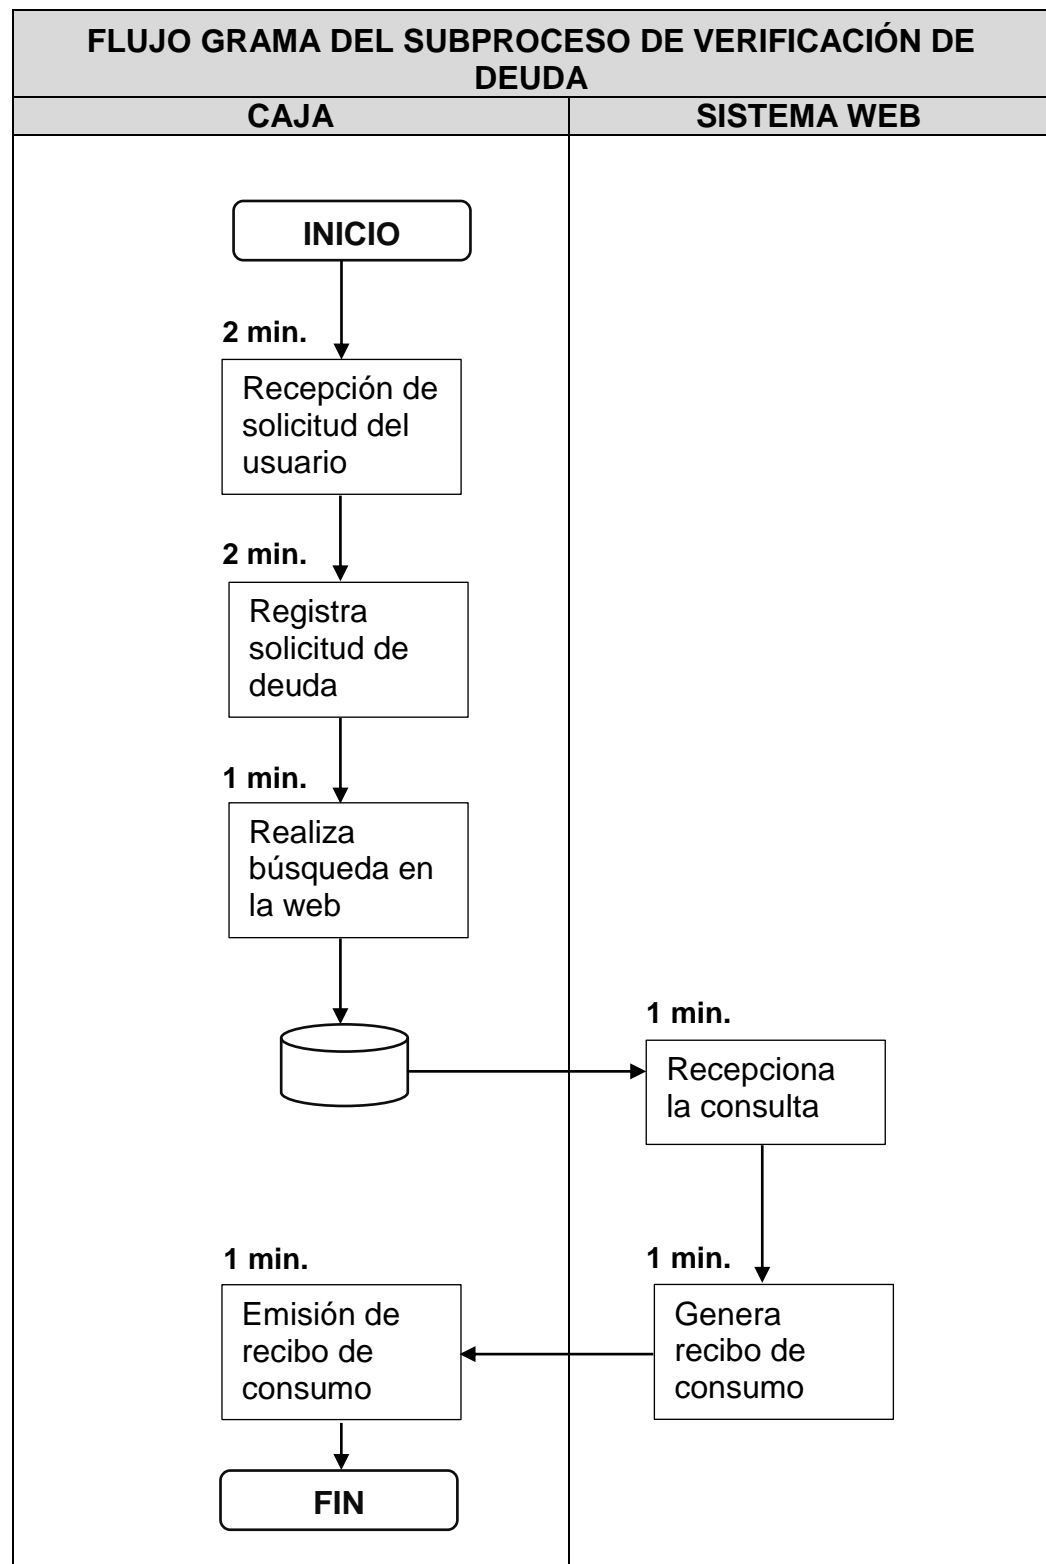 FLUJO GRAMA DEL SUBPROCESO DE VERIFICACIÓN DE
DEUDA
CAJA
SISTEMA WEB
INICIO
2 min.
Recepción de
solicitud del
usuario
2 min.
Registra
solicitud de
deuda
1 min.
Realiza
búsqueda en
la web
1 min.
Recepciona
la consulta
1 min.
Genera
recibo de
consumo
1 min.
Emisión de
recibo de
consumo
FIN